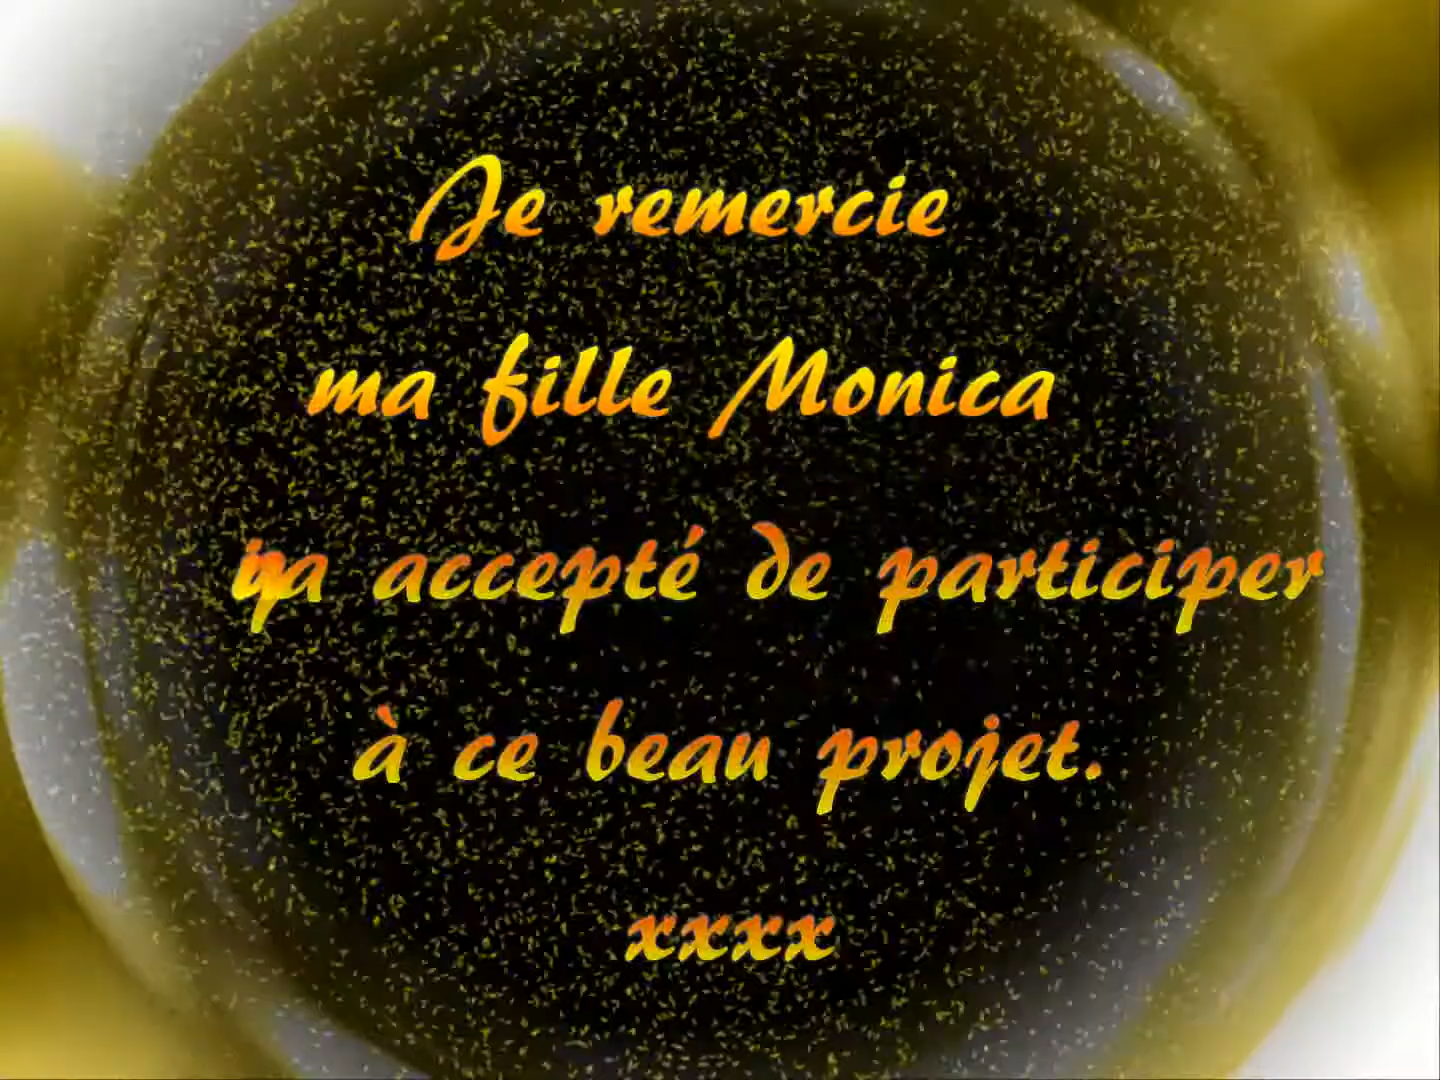 Je remercie
ma fille Monica
a accepté de participer
à ce beau projet.
xxxx